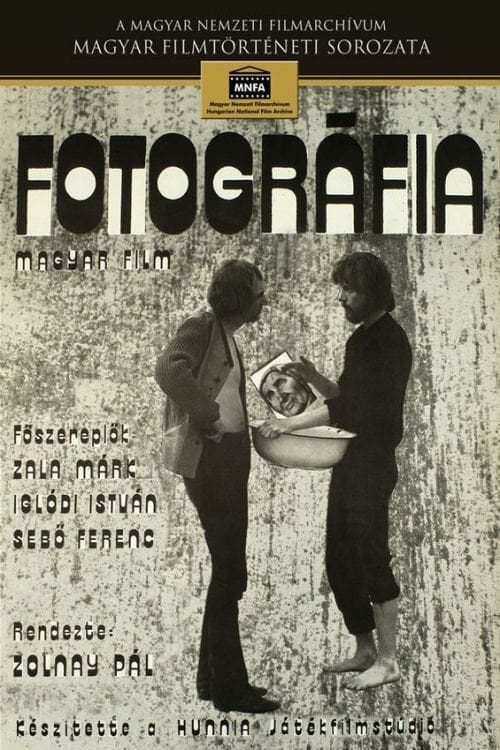 A MAGYAR NEMZETI FILMARCHÍVUM
MAGYAR FILMTÖRTÉNETI SOROZATA
MNFA
Magyar Nemzeti Filmarchívum
Hungarian National Film Archive
FOTOGRÁFIA
MAGYAR FILM
Főszereplők
ZALA MÁRK
IGLÓDI ISTVÁN
SEBŐ FERENC
Rendezte:
ZOLNAY PÁL
Készítette a HUNNIA Játékfilmstúdió